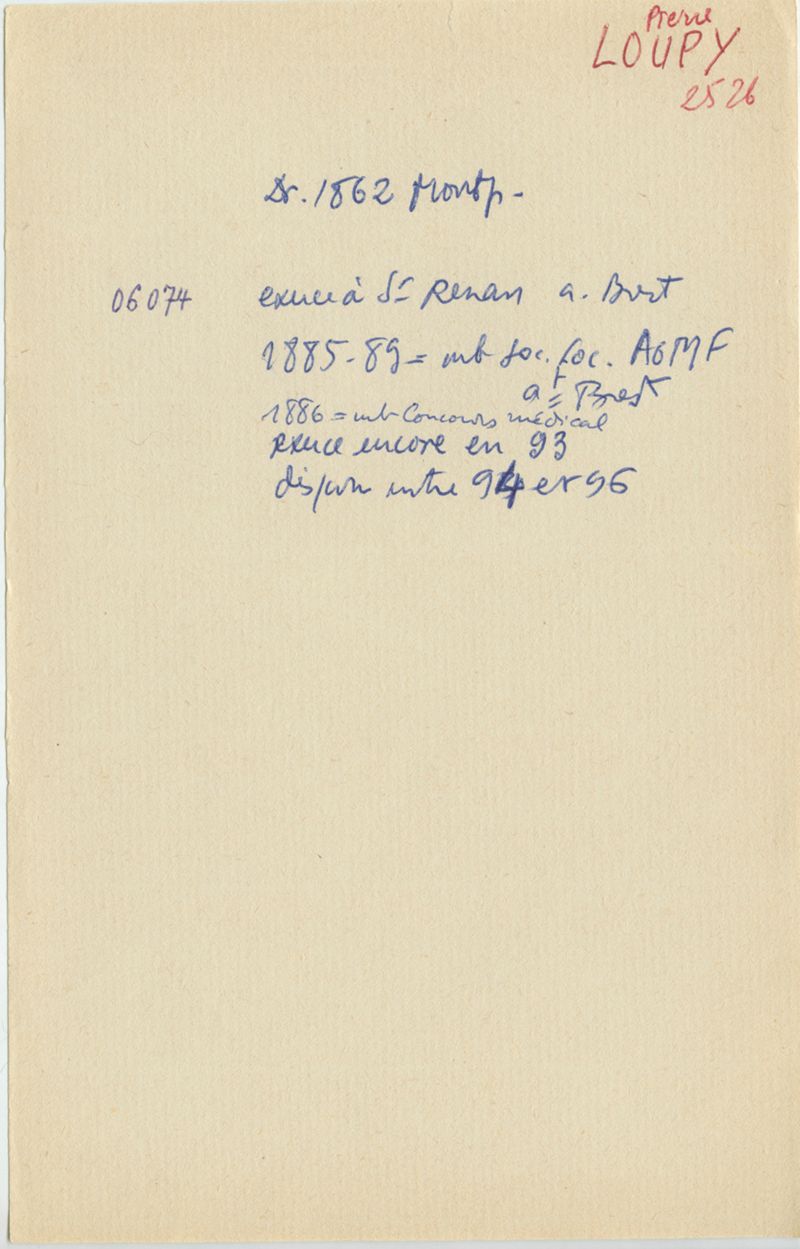 Pierre
LOUPY
2526
Dr. 1862 Montp -
06074 exerce à St Renan a. Brest
1885-89 = mb Soc. loc. AGMF
at = Brest
1886 = mb Concours médical
exerce encore en 93
dispar. entre 94 et 96